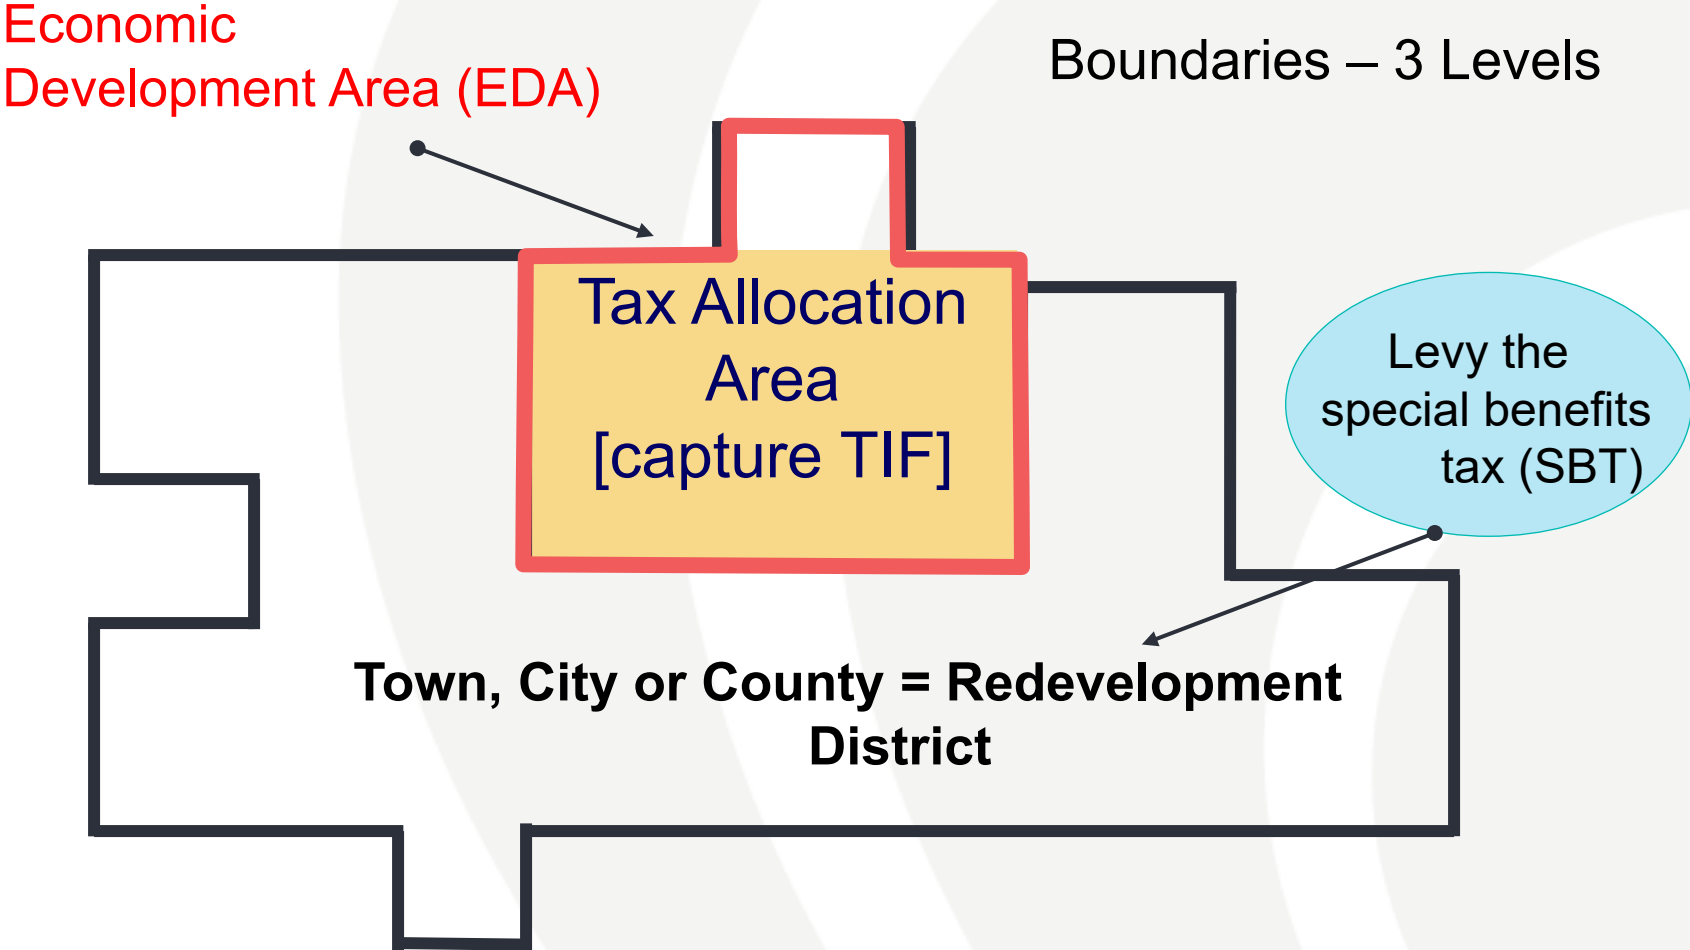 Economic
Development Area (EDA)
Boundaries – 3 Levels
Tax Allocation
Area
[capture TIF]
Levy the
special benefits
tax (SBT)
Town, City or County = Redevelopment
District